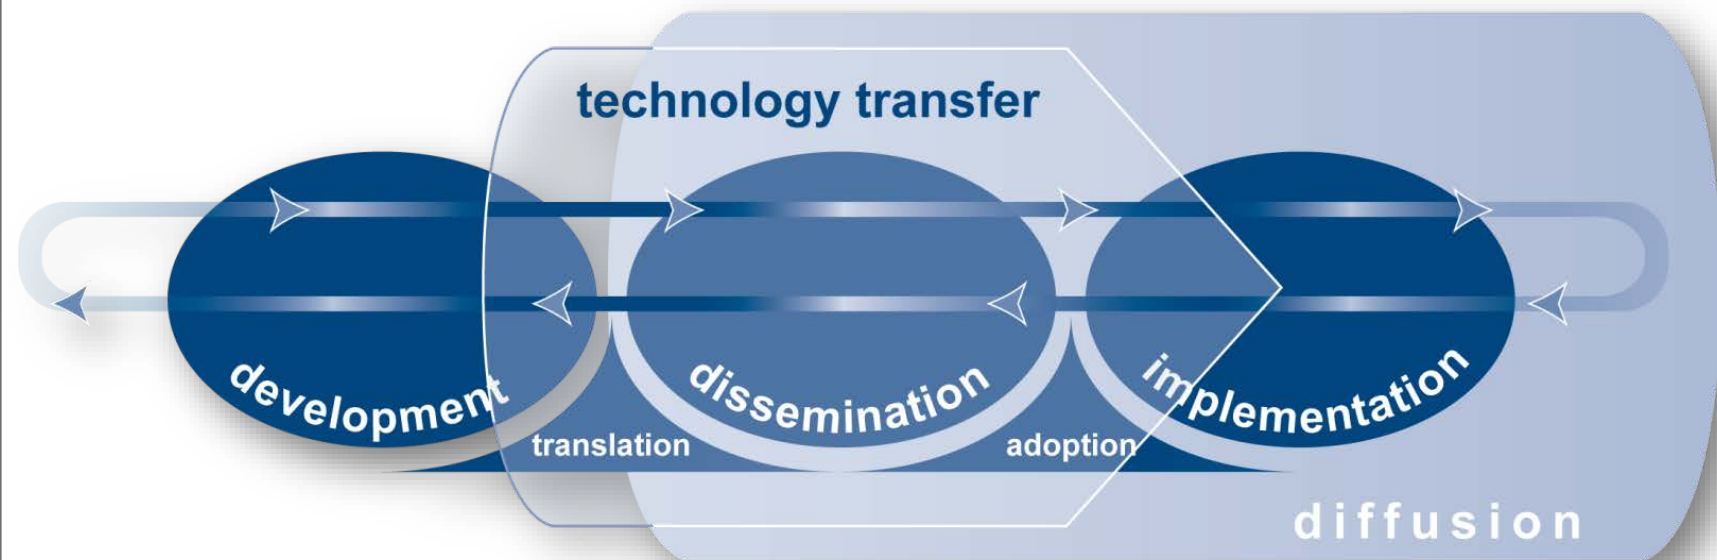 technology transfer
development
dissemination
implementation
translation
adoption
diffusion